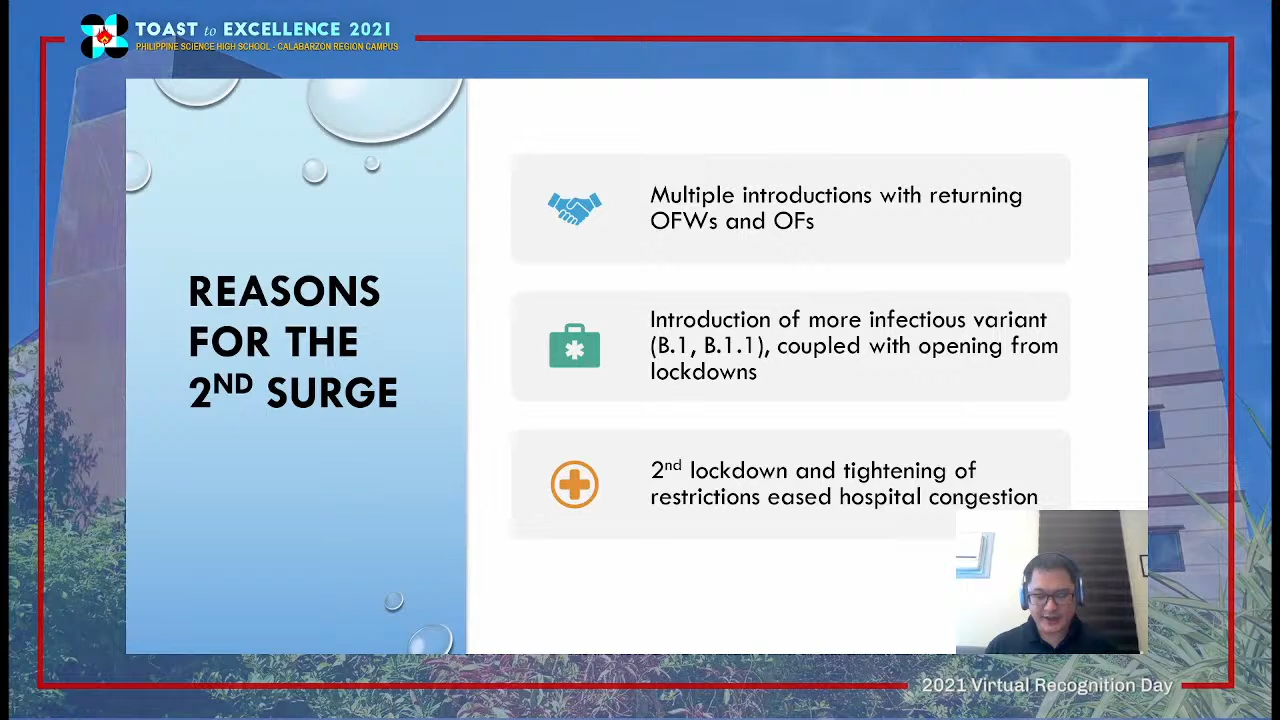 TOAST to EXCELLENCE 2021
PHILIPPINE SCIENCE HIGH SCHOOL - CALABARZON REGION CAMPUS
REASONS
FOR THE
2ND SURGE
Multiple introductions with returning
OFWs and OFs
Introduction of more infectious variant
(B.1, B.1.1), coupled with opening from
lockdowns
2nd lockdown and tightening of
restrictions eased hospital congestion
2021 Virtual Recognition Day